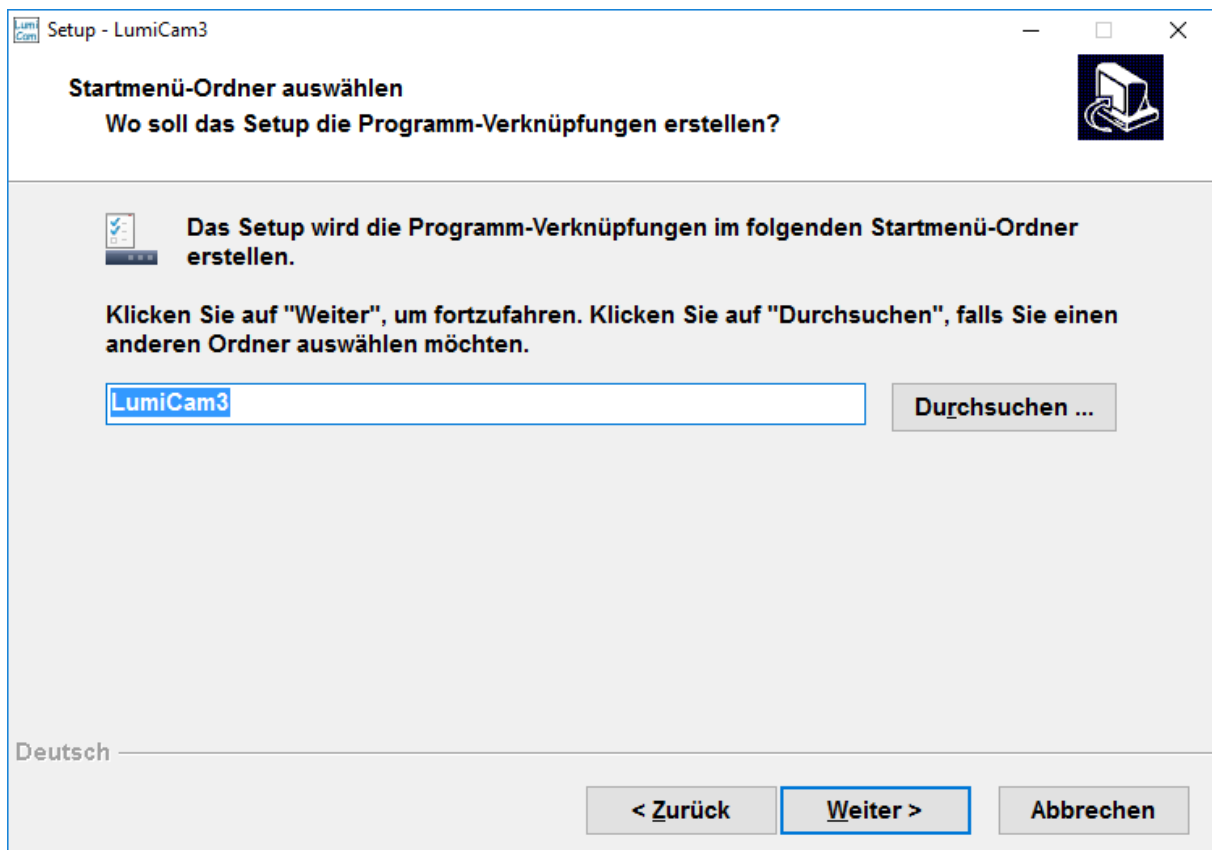 Lumi
Cam
Setup - LumiCam3
Startmenü-Ordner auswählen
Wo soll das Setup die Programm-Verknüpfungen erstellen?
Das Setup wird die Programm-Verknüpfungen im folgenden Startmenü-Ordner
erstellen.
Klicken Sie auf "Weiter", um fortzufahren. Klicken Sie auf "Durchsuchen", falls Sie einen
anderen Ordner auswählen möchten.
LumiCam3
Durchsuchen ...
Deutsch
< Zurück
Weiter >
Abbrechen